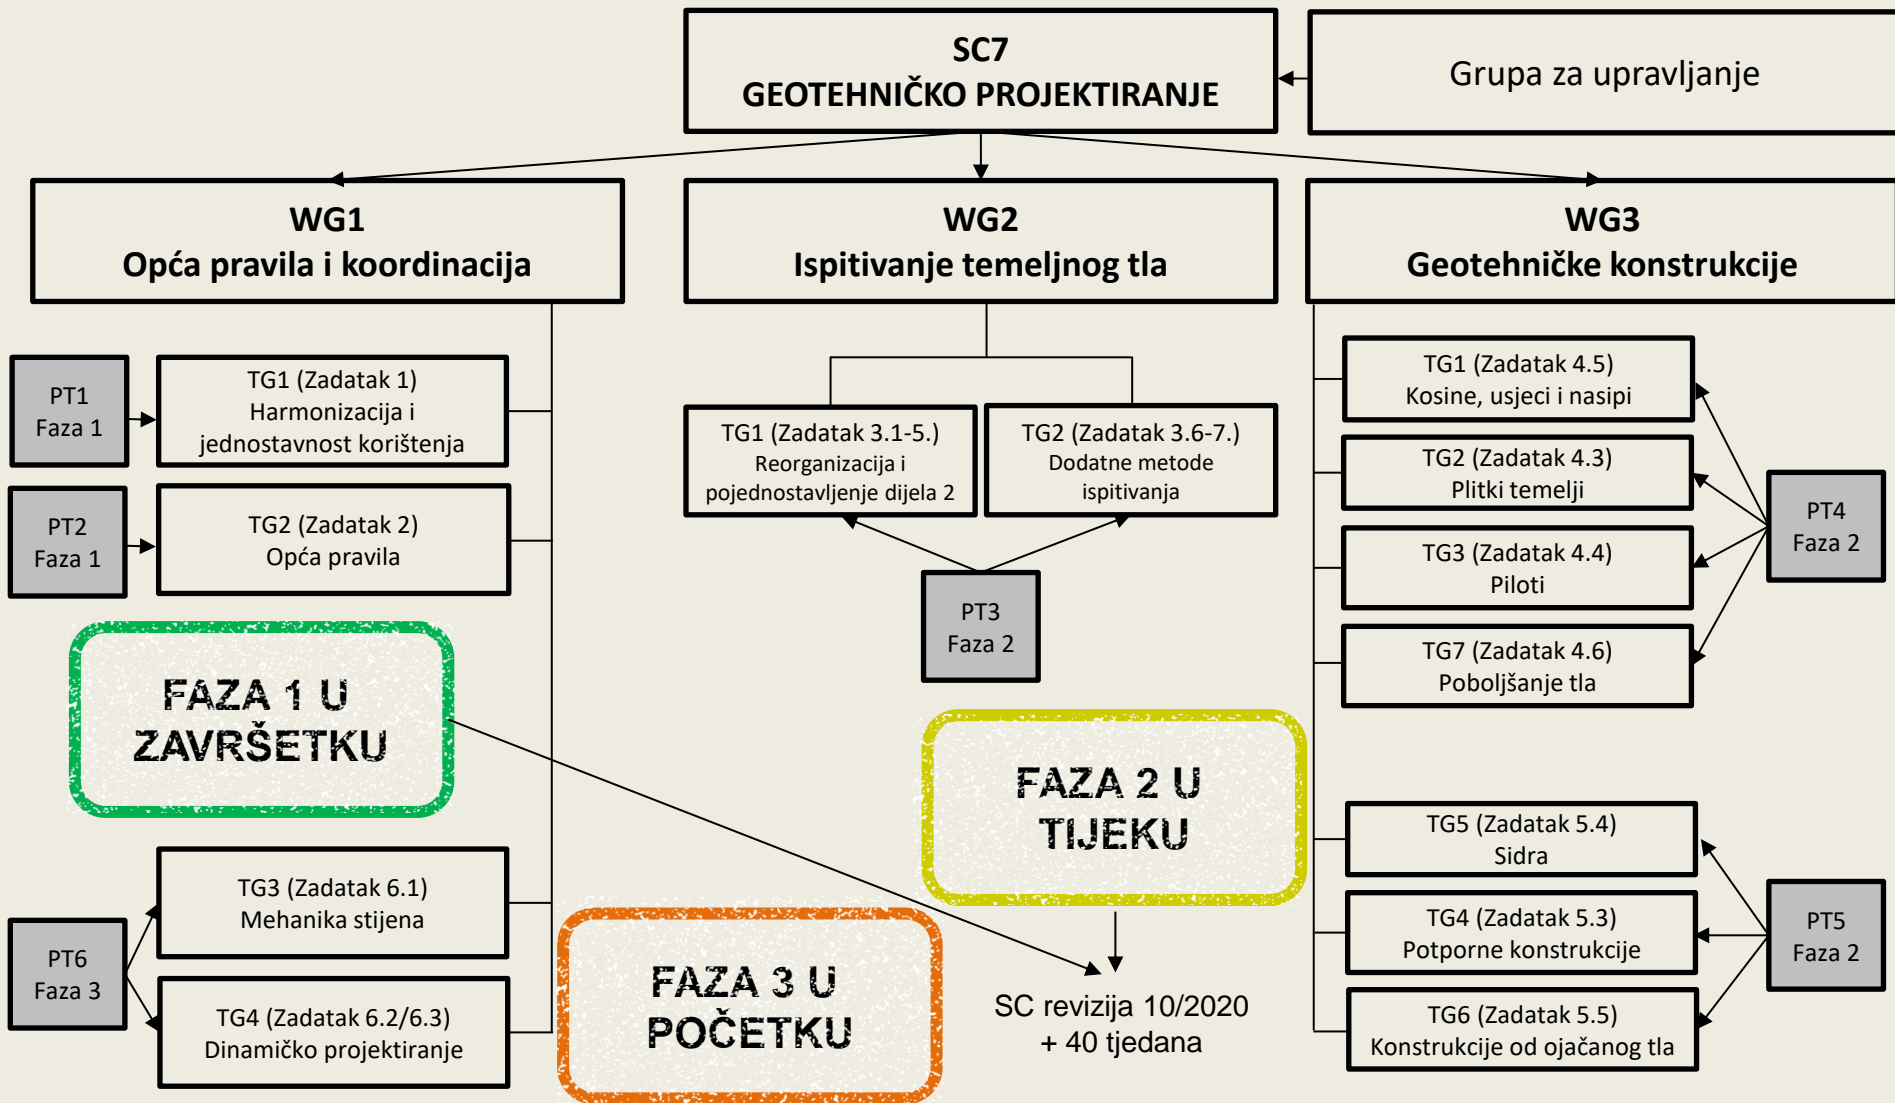 SC7
GEOTEHNIČKO PROJEKTIRANJE
Grupa za upravljanje
WG1
Opća pravila i koordinacija
WG2
Ispitivanje temeljnog tla
WG3
Geotehničke konstrukcije
PT1
Faza 1
TG1 (Zadatak 1)
Harmonizacija i
jednostavnost korištenja
PT2
Faza 1
TG2 (Zadatak 2)
Opća pravila
FAZA 1 U
ZAVRŠETKU
PT6
Faza 3
TG3 (Zadatak 6.1)
Mehanika stijena
TG4 (Zadatak 6.2/6.3)
Dinamičko projektiranje
TG1 (Zadatak 3.1-5.)
Reorganizacija i
pojednostavljenje dijela 2
TG2 (Zadatak 3.6-7.)
Dodatne metode
ispitivanja
PT3
Faza 2
FAZA 2 U
TIJEKU
FAZA 3 U
POČETKU
SC revizija 10/2020
+ 40 tjedana
TG1 (Zadatak 4.5)
Kosine, usjeci i nasipi
TG2 (Zadatak 4.3)
Plitki temelji
TG3 (Zadatak 4.4)
Piloti
TG7 (Zadatak 4.6)
Poboljšanje tla
PT4
Faza 2
TG5 (Zadatak 5.4)
Sidra
TG4 (Zadatak 5.3)
Potporne konstrukcije
TG6 (Zadatak 5.5)
Konstrukcije od ojačanog tla
PT5
Faza 2